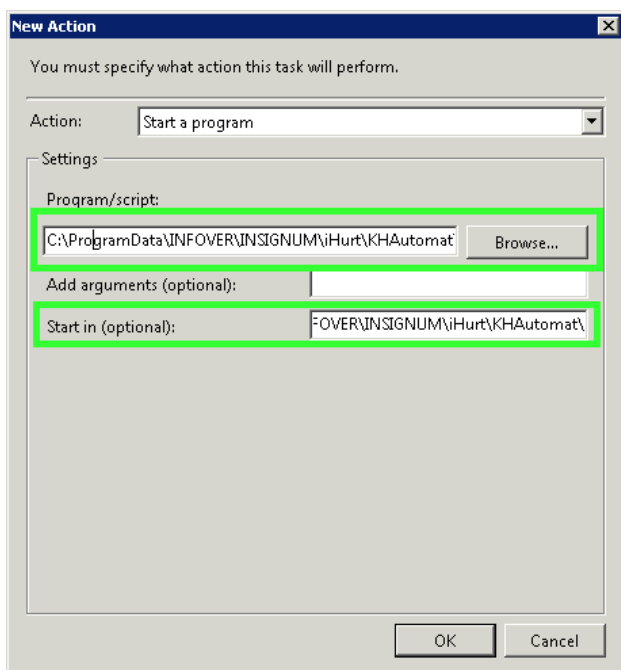 New Action
You must specify what action this task will perform.
Action: Start a program
Settings
Program/script:
C:\ProgramData\INFOVER\INSIGNUM\iHurt\KHAutomat Browse...
Add arguments (optional):
Start in (optional): FOVER\INSIGNUM\iHurt\KHAutomat\
OK Cancel